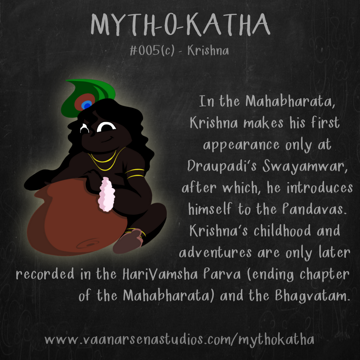 MYTH-O-KATHA
#005(c) - Krishna
In the Mahabharata,
Krishna makes his first
appearance only at
Draupadi's Swayamwar,
after which, he introduces
himself to the Pandavas.
Krishna's childhood and
adventures are only later
recorded in the HariVamsha Parva (ending chapter
of the Mahabharata) and the Bhagvatam.
www.vaanarsenastudios.com/mythokatha